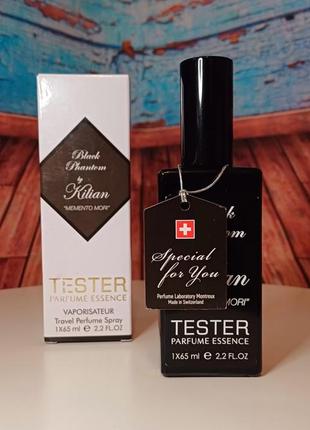 Black
Phantom
by
Kilian
"MEMENTO MORI"
TESTER
PARFUME ESSENCE
VAPORISATEUR
Travel Perfume Spray
1X65 ml e 2.2 FL.OZ
Special
for You
Perfume Laboratory Montreux
Made in Switzerland
TESTER
PARFUME ESSENCE
1X65 ml e 2.2 FL.OZ